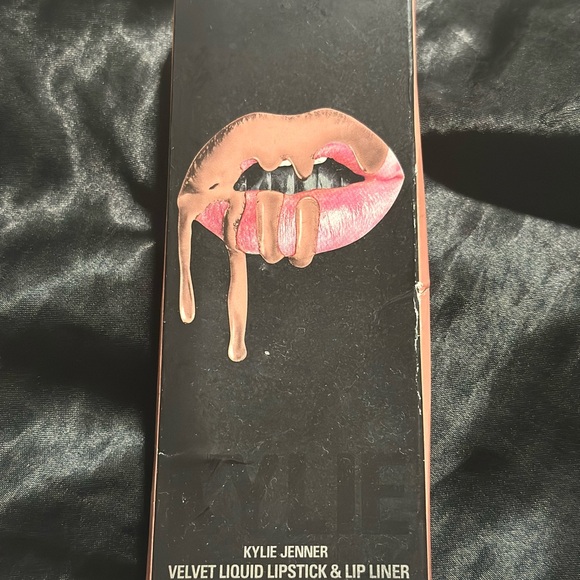 KYLIE
KYLIE JENNER
VELVET LIQUID LIPSTICK & LIP LINER